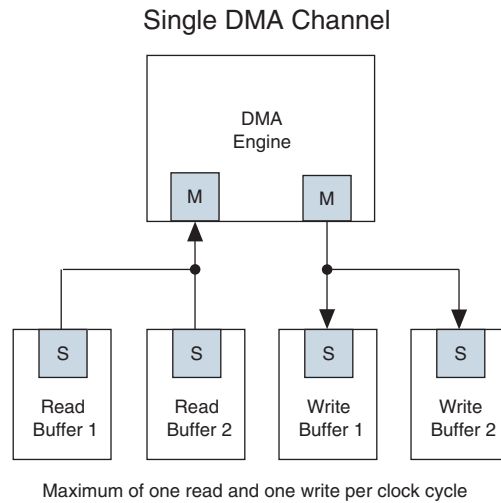 Single DMA Channel
DMA
Engine
M
M
S
S
S
S
Read
Buffer 1
Read
Buffer 2
Write
Buffer 1
Write
Buffer 2
Maximum of one read and one write per clock cycle